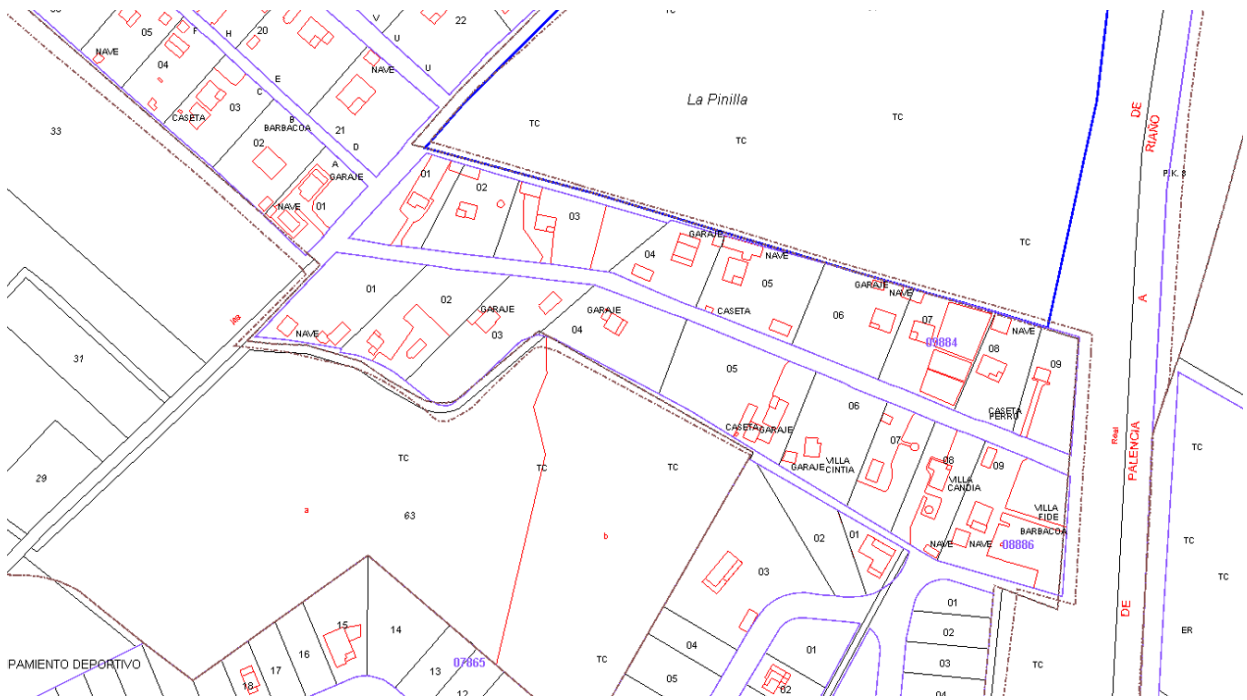 05
F
H
20
V
U
22
TC
NAVE
04
E
NAVE
U
La Pinilla
DE
C
03
TC
TC
CASETA
B
BARBACOA
21
TC
RIAÑO
33
02
D
A
GARAJE
01
02
P.K. 3
NAVE
01
03
GARAJE
TC
04
NAVE
05
01
02
GARAJE
GARAJE
NAVE
A
CASETA
GARAJE
06
07
NAVE
NAVE
03
04
09884
08
31
05
09
06
CASETA
PERRO
Real
CASETA
GARAJE
07
PALENCIA
TC
TC
TC
TC
GARAJE
VILLA
CINTIA
08
09
29
VILLA
CANDIA
a
63
VILLA
FIDE
b
02
01
BARBACOA
NAVE
NAVE
08886
TC
03
TC
01
DE
15
14
02
ER
04
01
16
TC
03
TC
PAMIENTO DEPORTIVO
07865
17
13
05
18
12
02
04